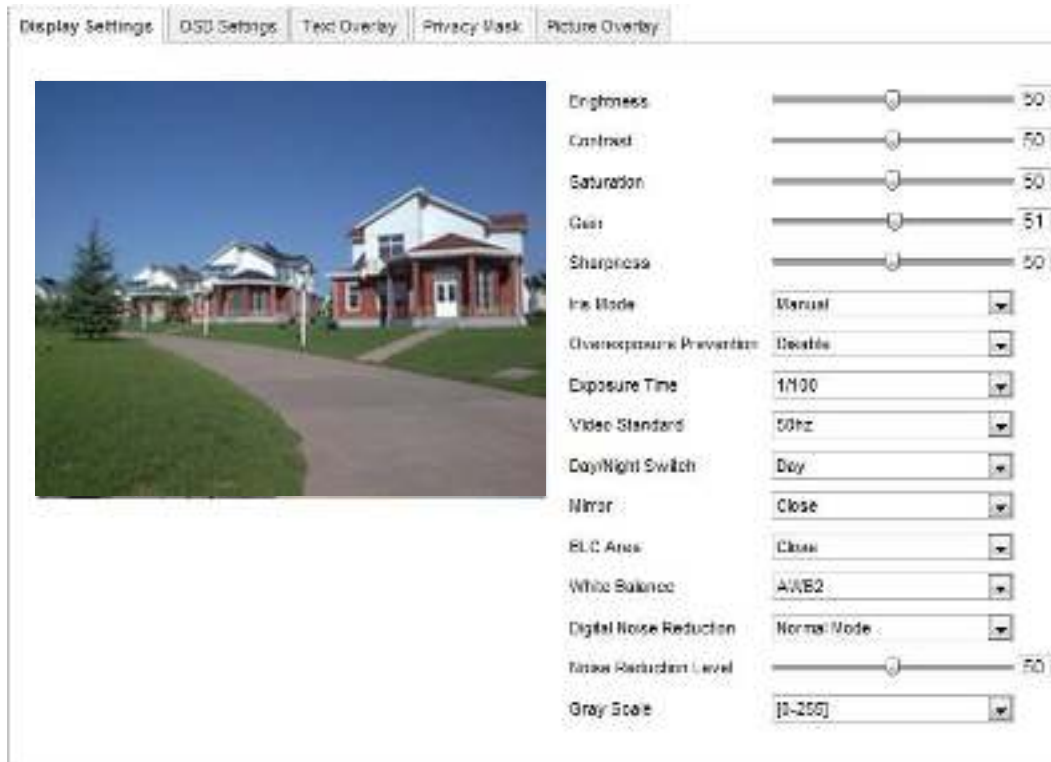 Display Settings OSD Settings Text Overlay Privacy Mask Picture Overlay
Brightness 50
Contrast 50
Saturation 50
Gain 51
Sharpness 50
Iris Mode Manual
Overexposure Prevention Disable
Exposure Time 1/100
Video Standard 50hz
Day/Night Switch Day
Mirror Close
BLC Area Close
White Balance AWB2
Digital Noise Reduction Normal Mode
Noise Reduction Level 50
Gray Scale [0-255]